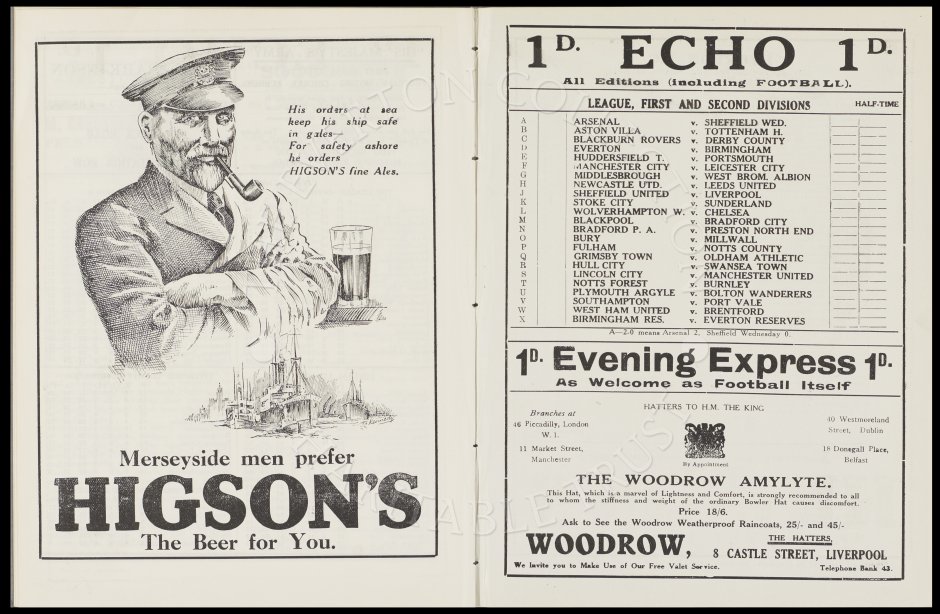 His orders at sea
keep his ship safe
in gales—
For safety ashore
he orders
HIGSON'S fine Ales.
Merseyside men prefer
HIGSON'S
The Beer for You.
1D. ECHO 1D.
All Editions (including FOOTBALL).
LEAGUE, FIRST AND SECOND DIVISIONS HALF-TIME
A ARSENAL v. SHEFFIELD WED.
B ASTON VILLA v. TOTTENHAM H.
C BLACKBURN ROVERS v. DERBY COUNTY
D EVERTON v. BIRMINGHAM
E HUDDERSFIELD T. v. PORTSMOUTH
F MANCHESTER CITY v. LEICESTER CITY
G MIDDLESBROUGH v. WEST BROM. ALBION
H NEWCASTLE UTD. v. LEEDS UNITED
J SHEFFIELD UNITED v. LIVERPOOL
K STOKE CITY v. SUNDERLAND
L WOLVERHAMPTON W. v. CHELSEA
M BLACKPOOL v. BRADFORD CITY
N BRADFORD P. A. v. PRESTON NORTH END
O BURY v. MILLWALL
P FULHAM v. NOTTS COUNTY
Q GRIMSBY TOWN v. OLDHAM ATHLETIC
R HULL CITY v. SWANSEA TOWN
S LINCOLN CITY v. MANCHESTER UNITED
T NOTTS FOREST v. BURNLEY
U PLYMOUTH ARGYLE v. BOLTON WANDERERS
V SOUTHAMPTON v. PORT VALE
W WEST HAM UNITED v. BRENTFORD
X BIRMINGHAM RES. v. EVERTON RESERVES
A—2-0 means Arsenal 2, Sheffield Wednesday 0.
1D. Evening Express 1D.
As Welcome as Football Itself
HATTERS TO H.M. THE KING
Branches at
46 Piccadilly, London
W. 1.
11 Market Street,
Manchester
By Appointment
40 Westmoreland
Street, Dublin
18 Donegall Place,
Belfast
THE WOODROW AMYLYTE.
This Hat, which is a marvel of Lightness and Comfort, is strongly recommended to all
to whom the stiffness and weight of the ordinary Bowler Hat causes discomfort.
Price 18/6.
Ask to See the Woodrow Weatherproof Raincoats, 25/- and 45/-
WOODROW, THE HATTERS,
8 CASTLE STREET, LIVERPOOL
We Invite you to Make Use of Our Free Valet Service. Telephone Bank 43.